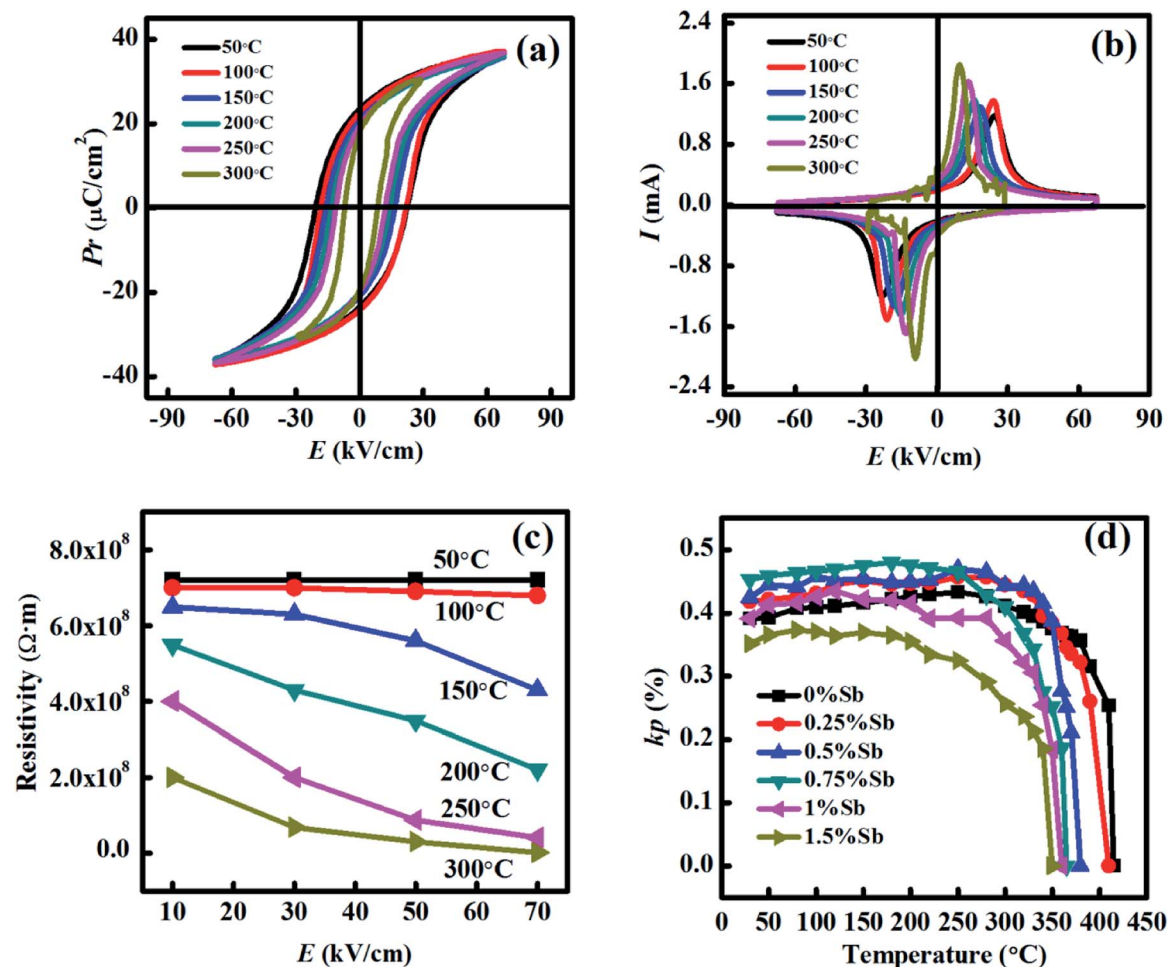 (a)
50°C
100°C
150°C
200°C
250°C
300°C
40
20
0
-20
-40
Pr (μC/cm²)
-90 -60 -30 0 30 60 90
E (kV/cm)
(b)
50°C
100°C
150°C
200°C
250°C
300°C
2.4
1.6
0.8
0.0
-0.8
-1.6
-2.4
I (mA)
-90 -60 -30 0 30 60 90
E (kV/cm)
(c)
8.0x10⁸
6.0x10⁸
4.0x10⁸
2.0x10⁸
0.0
Resistivity (Ω·m)
50°C
100°C
150°C
200°C
250°C
300°C
10 20 30 40 50 60 70
E (kV/cm)
(d)
0.5
0.4
0.3
0.2
0.1
0.0
kp (%)
0%Sb
0.25%Sb
0.5%Sb
0.75%Sb
1%Sb
1.5%Sb
0 50 100 150 200 250 300 350 400 450
Temperature (°C)